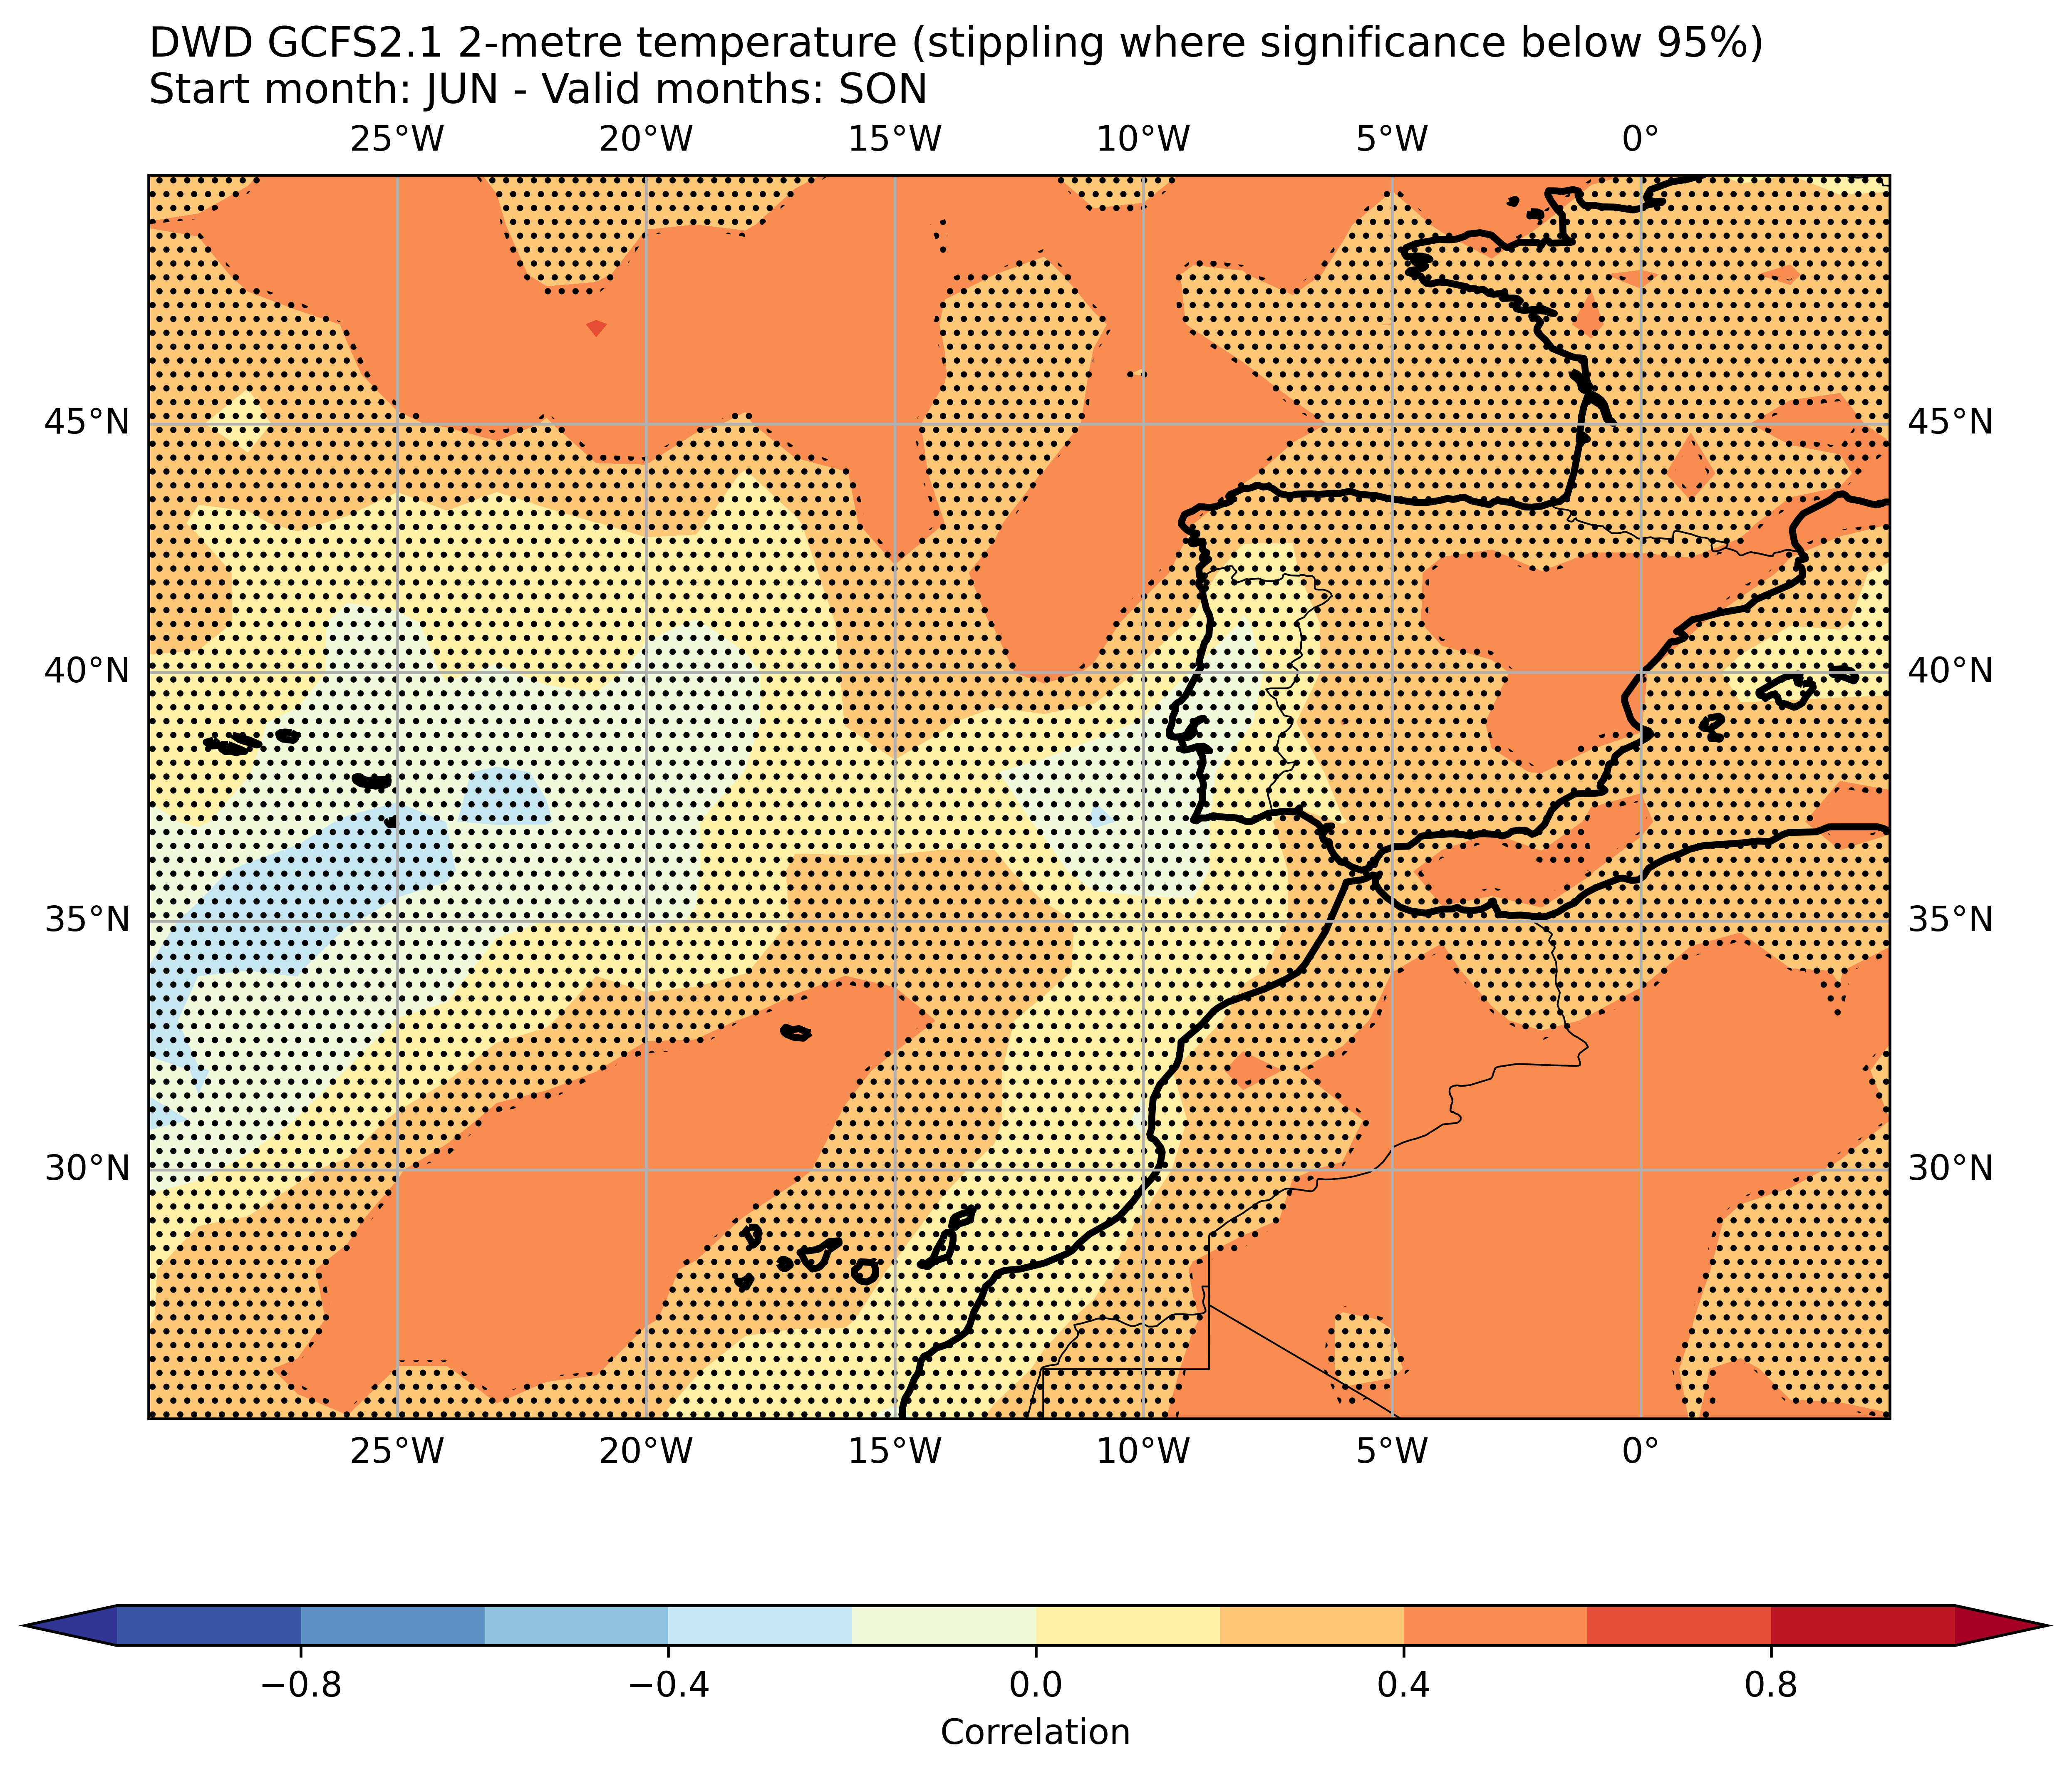 DWD GCFS2.1 2-metre temperature (stippling where significance below 95%)
Start month: JUN - Valid months: SON
25°W 20°W 15°W 10°W 5°W 0°
45°N 45°N
40°N 40°N
35°N 35°N
30°N 30°N
25°W 20°W 15°W 10°W 5°W 0°
−0.8 −0.4 0.0 0.4 0.8
Correlation